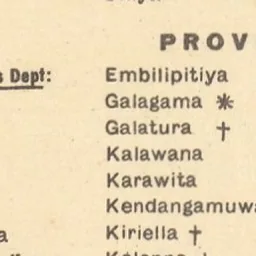 PROV
s Dept:
Embilipitiya
Galagama *
Galatura †
Kalawana
Karawita
Kendangamuwa
Kiriella †